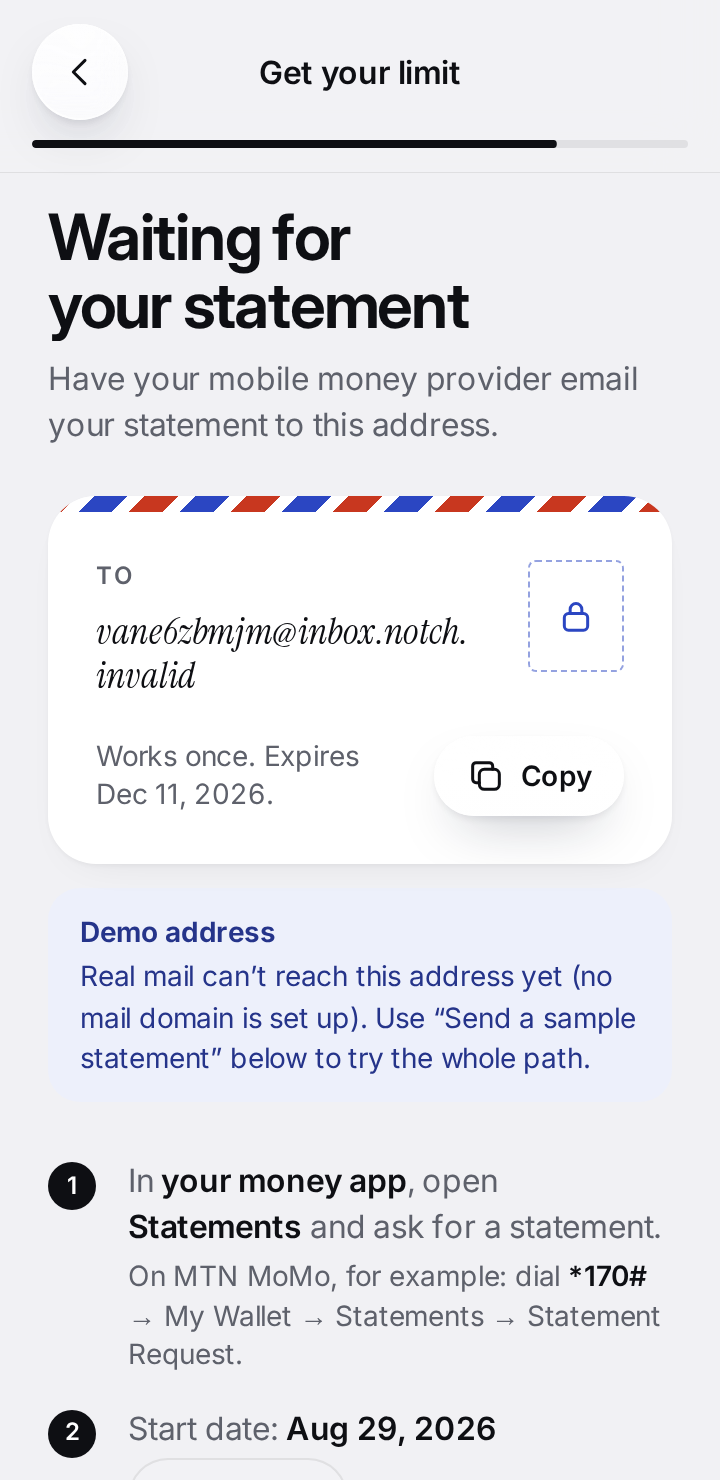 Get your limit
Waiting for
your statement
Have your mobile money provider email
your statement to this address.
TO
vane6zbmjm@inbox.notch.
invalid
Works once. Expires
Dec 11, 2026.
Copy
Demo address
Real mail can’t reach this address yet (no
mail domain is set up). Use “Send a sample
statement” below to try the whole path.
1
In your money app, open
Statements and ask for a statement.
On MTN MoMo, for example: dial *170#
→ My Wallet → Statements → Statement
Request.
2
Start date: Aug 29, 2026